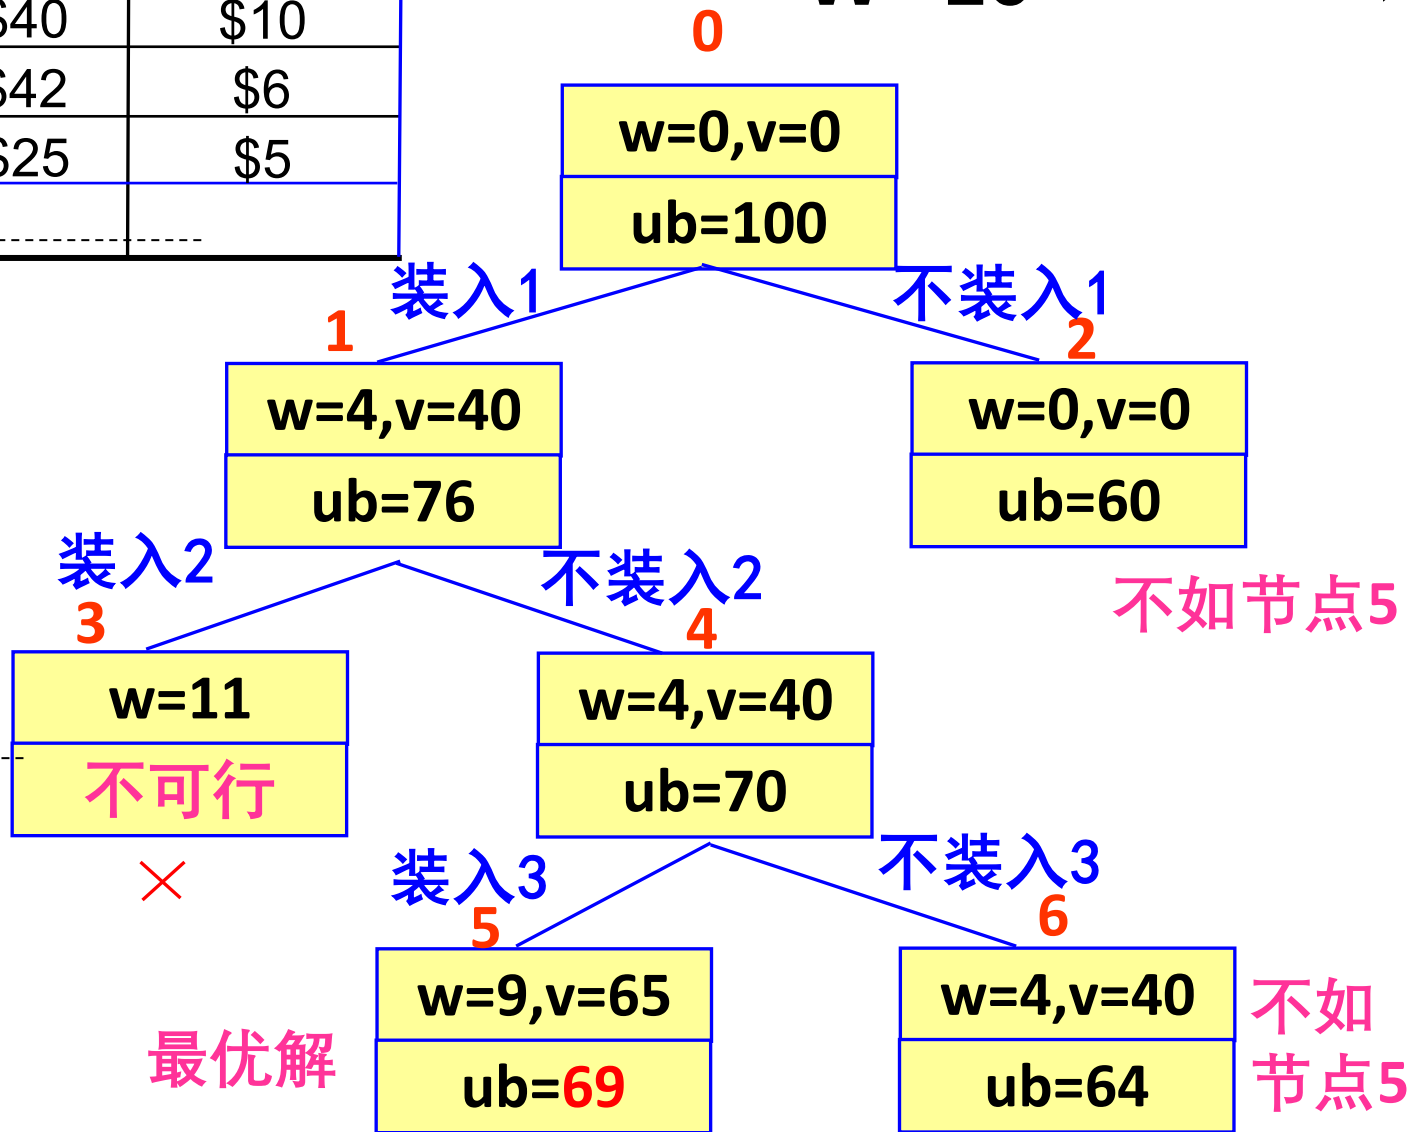 $40 $10
$42 $6
$25 $5
0
w=0,v=0
ub=100
装入1
不装入1
1
2
w=4,v=40
ub=76
w=0,v=0
ub=60
不如节点5
装入2
不装入2
3
4
w=11
不可行
w=4,v=40
ub=70
装入3
不装入3
5
6
w=9,v=65
ub=69
最优解
w=4,v=40
ub=64
不如
节点5